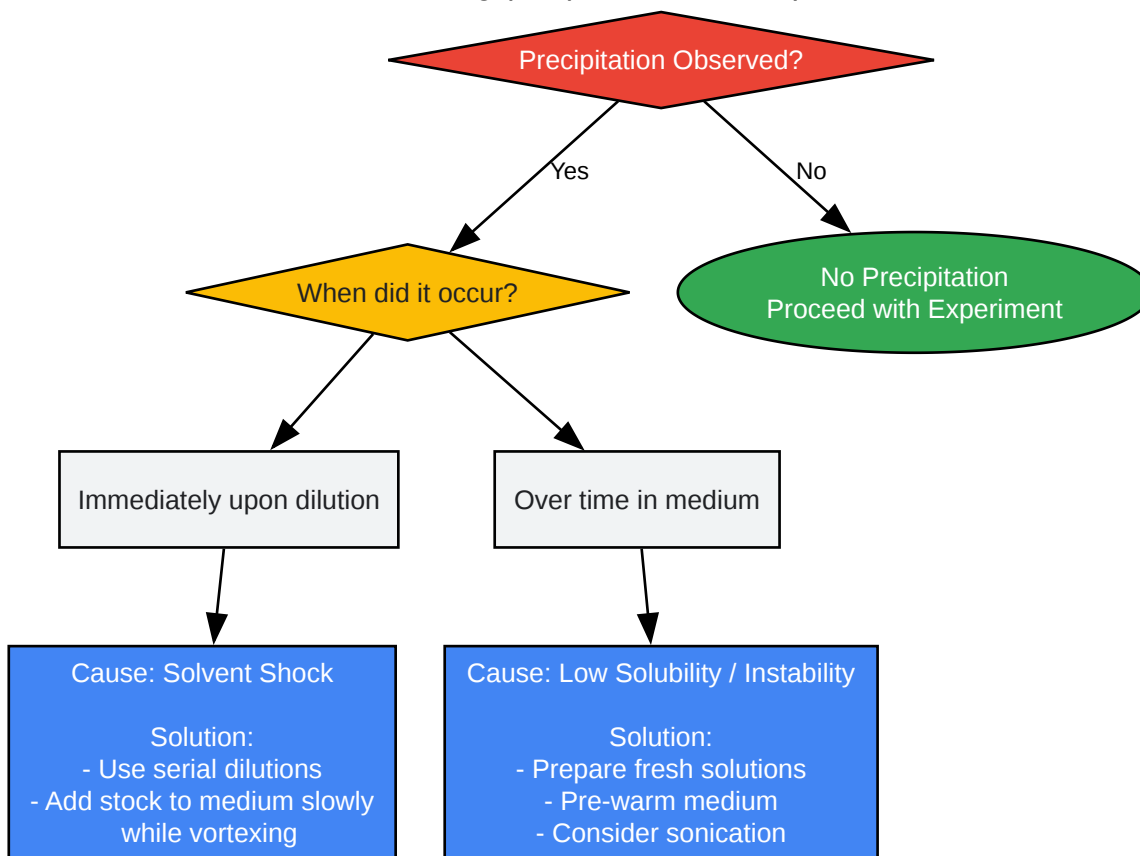 Precipitation Observed?
Yes
No
When did it occur?
No Precipitation
Proceed with Experiment
Immediately upon dilution
Over time in medium
Cause: Solvent Shock
Solution:
- Use serial dilutions
- Add stock to medium slowly
while vortexing
Cause: Low Solubility / Instability
Solution:
- Prepare fresh solutions
- Pre-warm medium
- Consider sonication